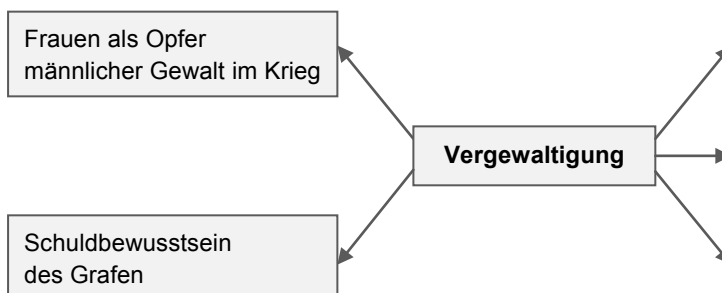 Frauen als Opfer
männlicher Gewalt im Krieg
Vergewaltigung
Schuldbewusstsein
des Grafen